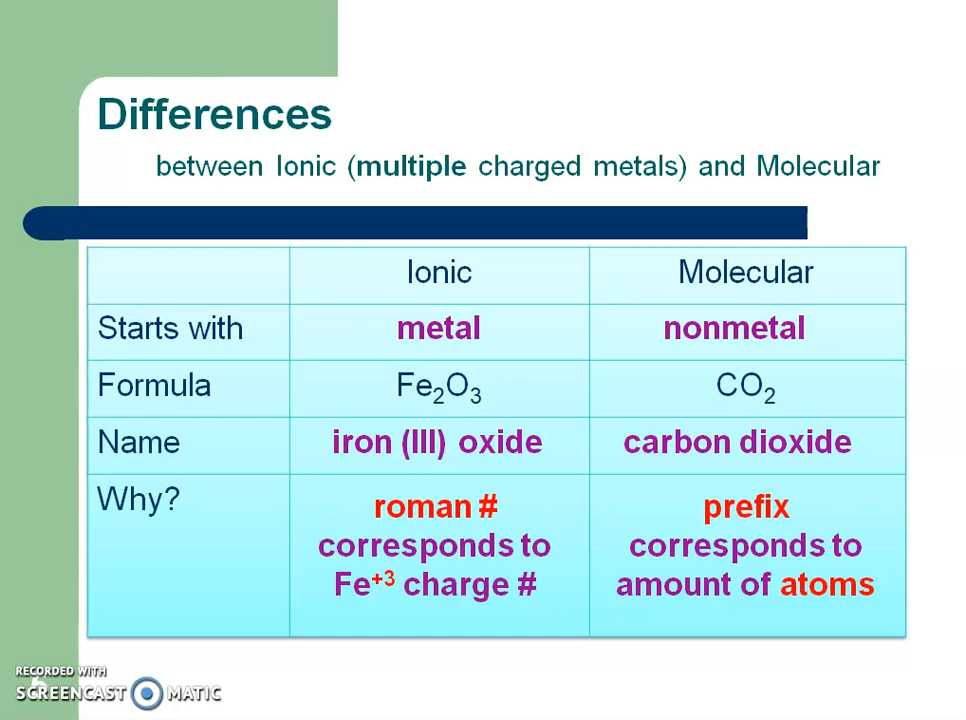 Differences
between Ionic (multiple charged metals) and Molecular
Ionic Molecular
Starts with metal nonmetal
Formula Fe₂O₃ CO₂
Name iron (III) oxide carbon dioxide
Why? roman # corresponds to Fe⁺³ charge # prefix corresponds to amount of atoms
RECORDED WITH
SCREENCAST MATIC